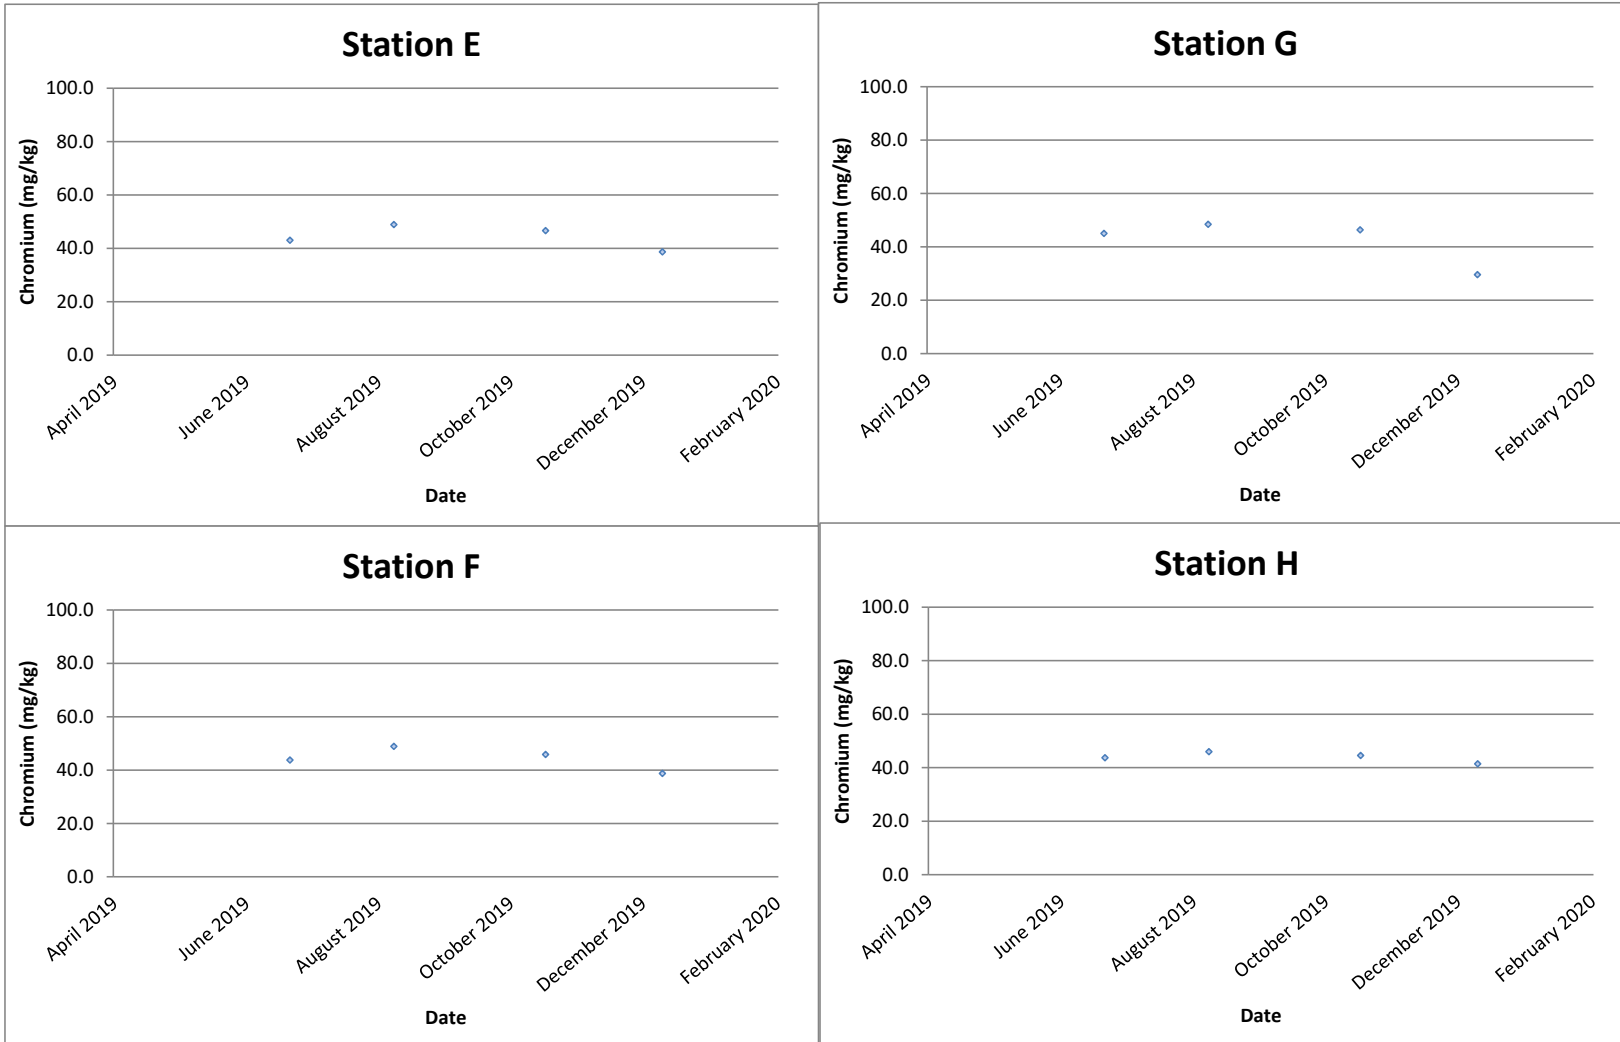 Station E
100.0
80.0
60.0
40.0
20.0
0.0
Chromium (mg/kg)
April 2019
June 2019
August 2019
October 2019
December 2019
February 2020
Date
Station G
100.0
80.0
60.0
40.0
20.0
0.0
Chromium (mg/kg)
April 2019
June 2019
August 2019
October 2019
December 2019
February 2020
Date
Station F
100.0
80.0
60.0
40.0
20.0
0.0
Chromium (mg/kg)
April 2019
June 2019
August 2019
October 2019
December 2019
February 2020
Date
Station H
100.0
80.0
60.0
40.0
20.0
0.0
Chromium (mg/kg)
April 2019
June 2019
August 2019
October 2019
December 2019
February 2020
Date